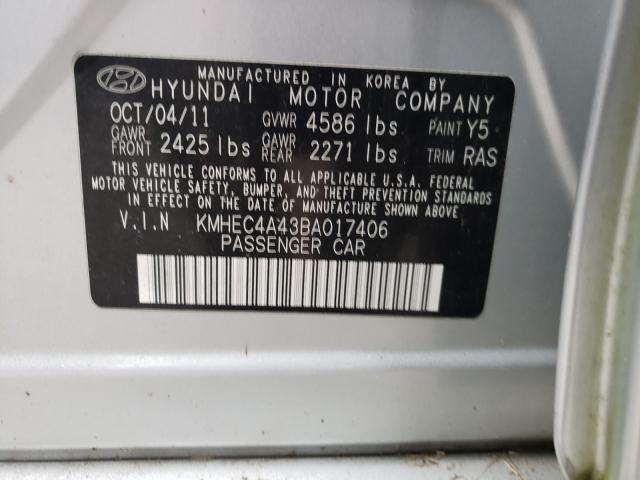 MANUFACTURED IN KOREA BY
HYUNDAI MOTOR COMPANY
OCT/04/11 GVWR 4586 lbs PAINT Y5
GAWR FRONT 2425 lbs GAWR REAR 2271 lbs TRIM RAS
THIS VEHICLE CONFORMS TO ALL APPLICABLE U.S.A. FEDERAL
MOTOR VEHICLE SAFETY, BUMPER, AND THEFT PREVENTION STANDARDS
IN EFFECT ON THE DATE OF MANUFACTURE SHOWN ABOVE
V.I.N KMHEC4A43BA017406
PASSENGER CAR